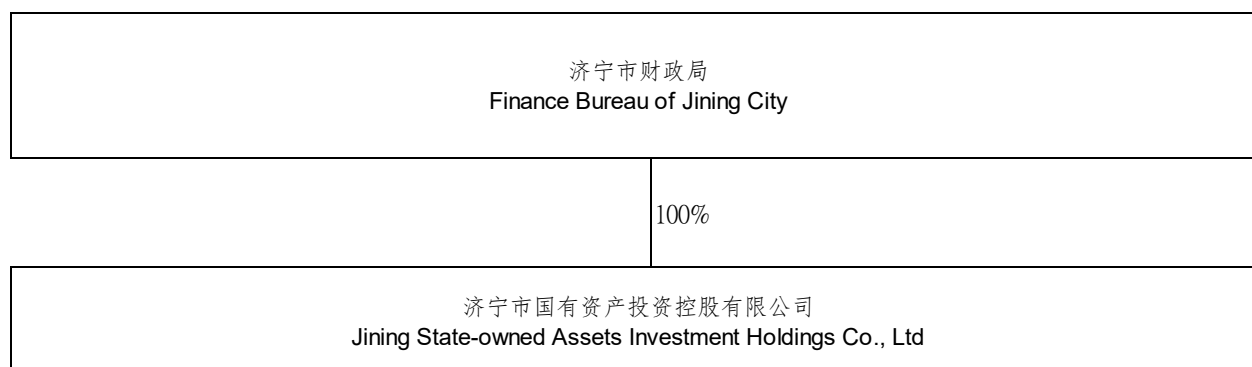 济宁市财政局
Finance Bureau of Jining City
100%
济宁市国有资产投资控股有限公司
Jining State-owned Assets Investment Holdings Co., Ltd